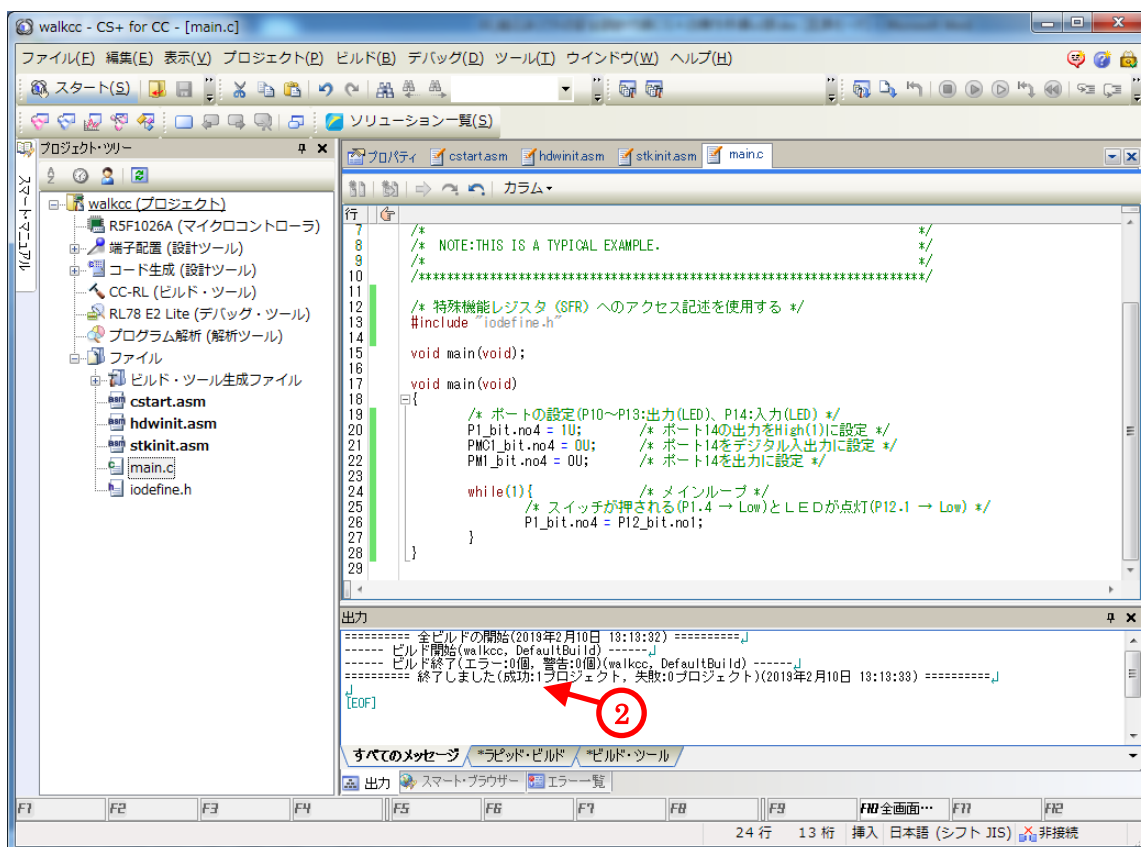 walkcc - CS+ for CC - [main.c]
ファイル(F) 編集(E) 表示(V) プロジェクト(P) ビルド(B) デバッグ(D) ツール(T) ウインドウ(W) ヘルプ(H)
スタート(S)
ソリューション一覧(S)
プロジェクト・ツリー
スマート・マニュアル
walkcc (プロジェクト)
R5F1026A (マイクロコントローラ)
端子配置 (設計ツール)
コード生成 (設計ツール)
CC-RL (ビルド・ツール)
RL78 E2 Lite (デバッグ・ツール)
プログラム解析 (解析ツール)
ファイル
ビルド・ツール生成ファイル
cstart.asm
hdwinit.asm
stkinit.asm
main.c
iodefine.h
プロパティ cstart.asm hdwinit.asm stkinit.asm main.c
カラム
行
7 /* */
8 /* NOTE:THIS IS A TYPICAL EXAMPLE. */
9 /* */
10 /****************************************************************************/
11
12 /* 特殊機能レジスタ（SFR）へのアクセス記述を使用する */
13 #include "iodefine.h"
14
15 void main(void);
16
17 void main(void)
18 {
19 /* ポートの設定(P10～P13:出力(LED)、P14:入力(LED) */
20 P1_bit.no4 = 1U; /* ポート14の出力をHigh(1)に設定 */
21 PMC1_bit.no4 = 0U; /* ポート14をデジタル入出力に設定 */
22 PM1_bit.no4 = 0U; /* ポート14を出力に設定 */
23
24 while(1){ /* メインループ */
25 /* スイッチが押される(P1.4 → Low)とＬＥＤが点灯(P12.1 → Low) */
26 P1_bit.no4 = P12_bit.no1;
27 }
28 }
29
出力
========== 全ビルドの開始(2019年2月10日 13:13:32) ==========
------ ビルド開始(walkcc, DefaultBuild) ------
------ ビルド終了(エラー:0個, 警告:0個)(walkcc, DefaultBuild) ------
========== 終了しました(成功:1プロジェクト, 失敗:0プロジェクト)(2019年2月10日 13:13:33) ==========
[EOF]
2
すべてのメッセージ *ラピッド・ビルド *ビルド・ツール
出力 スマート・ブラウザー エラー一覧
F1 F2 F3 F4 F5 F6 F7 F8 F9 F10 全画面… F11 F12
24 行 13 桁 挿入 日本語 (シフト JIS) 非接続